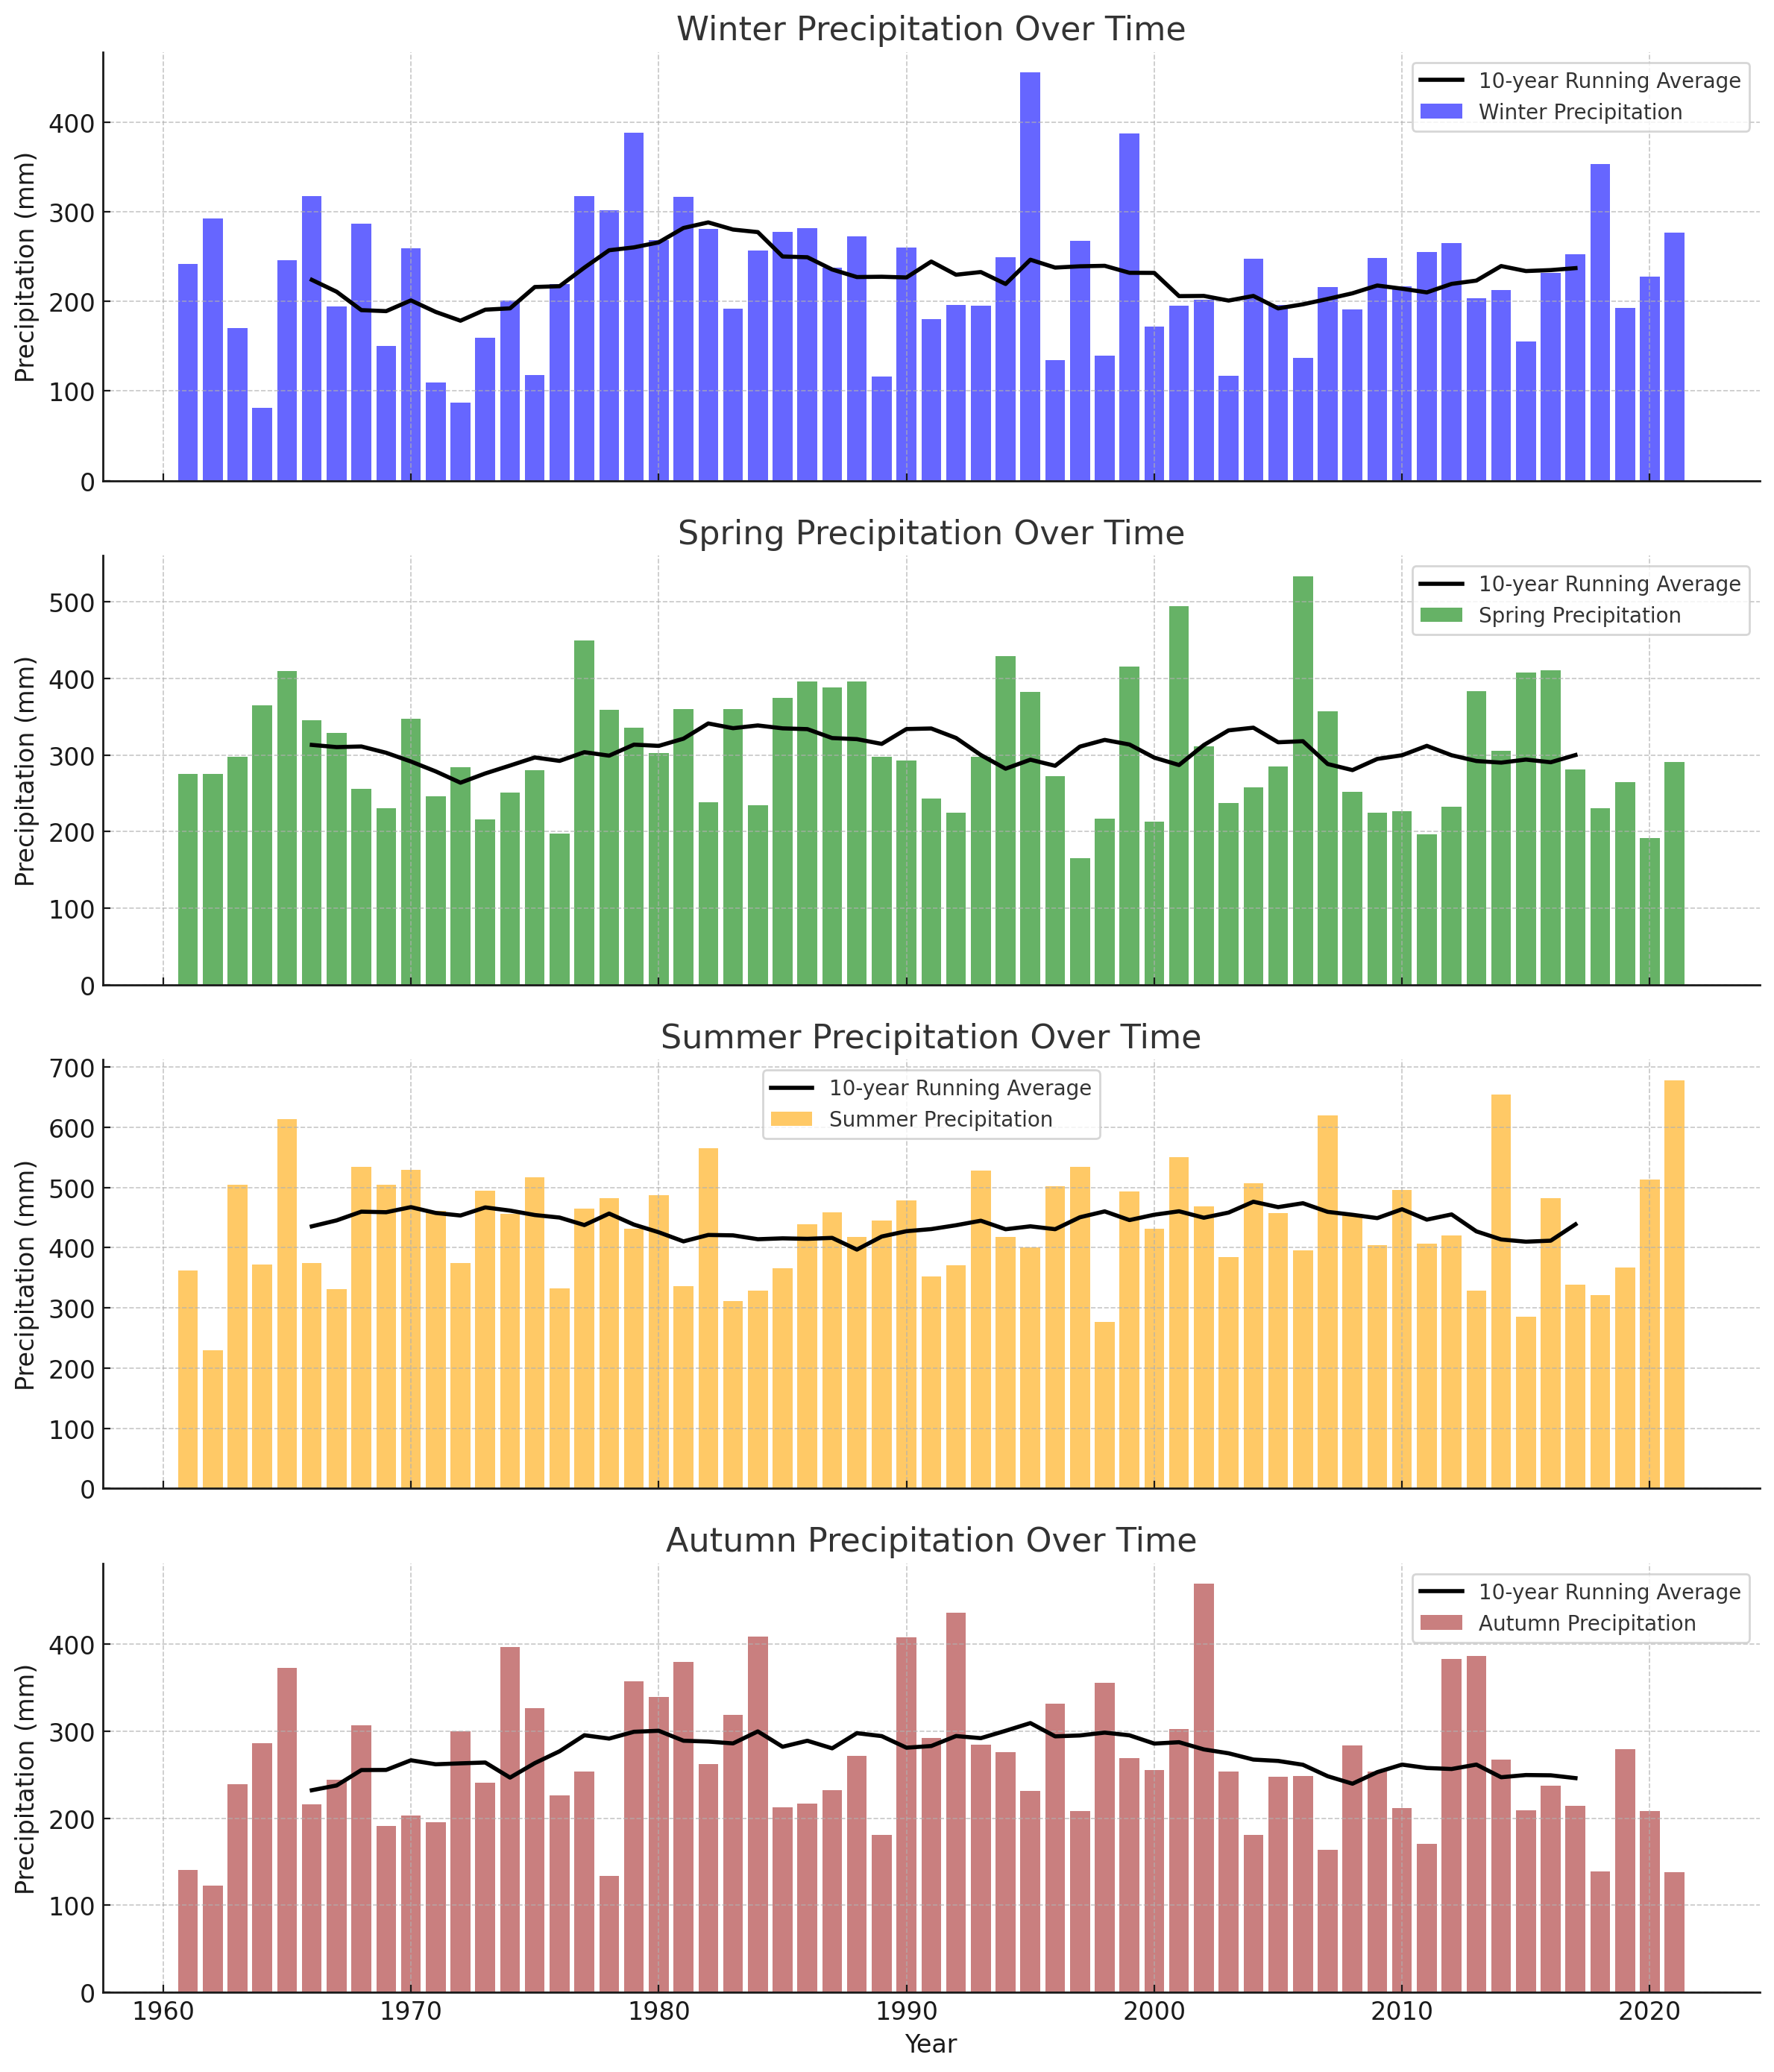 Winter Precipitation Over Time
10-year Running Average
Winter Precipitation
Precipitation (mm)
400
300
200
100
0
Spring Precipitation Over Time
10-year Running Average
Spring Precipitation
Precipitation (mm)
500
400
300
200
100
0
Summer Precipitation Over Time
10-year Running Average
Summer Precipitation
Precipitation (mm)
700
600
500
400
300
200
100
0
Autumn Precipitation Over Time
10-year Running Average
Autumn Precipitation
Precipitation (mm)
400
300
200
100
0
1960 1970 1980 1990 2000 2010 2020
Year